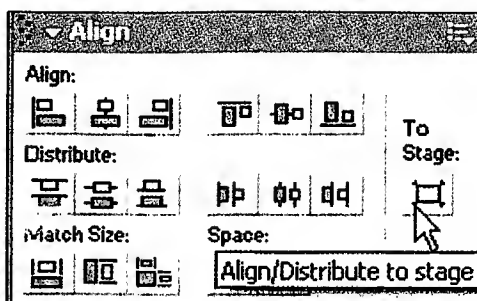 Align
Align:
To
Stage:
Distribute:
Match Size:
Space:
Align/Distribute to stage